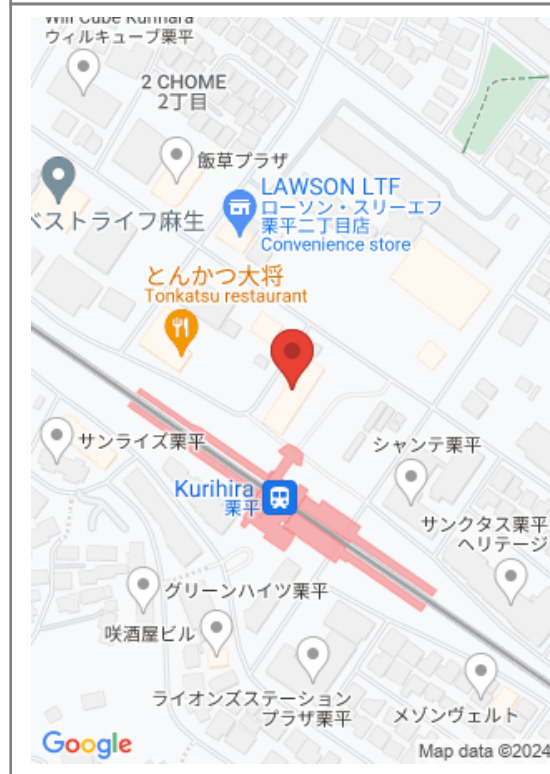 Will Cube Kurihara
ウィルキューブ栗平
2 CHOME
2丁目
飯草プラザ
LAWSON LTF
ローソン・スリーエフ
栗平二丁目店
Convenience store
ベストライフ麻生
とんかつ大将
Tonkatsu restaurant
サンライズ栗平
シャンテ栗平
Kurihira
栗平
サンクタス栗平
ヘリテージ
グリーンハイツ栗平
咲酒屋ビル
ライオンズステーション
プラザ栗平
メゾンヴェルト
Google
Map data ©2024